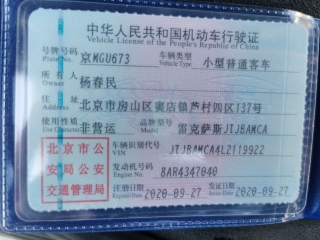 中华人民共和国机动车行驶证
Vehicle License of the People's Republic of China
号牌号码 京MGU673 车辆类型 小型普通客车
Plate No. Vehicle Type
所有人 杨春民
Owner
住址 北京市房山区窦店镇芦村四区137号
Address
使用性质 非营运 品牌型号 雷克萨斯JTJBAMCA
Use Character Model
北京市公安局公安交通管理局
车辆识别代号 JTJBAMCA4L2119922
VIN
发动机号码 8AR4347040
Engine No.
注册日期 2020-09-27 发证日期 2020-09-27
Register Date Issue Date